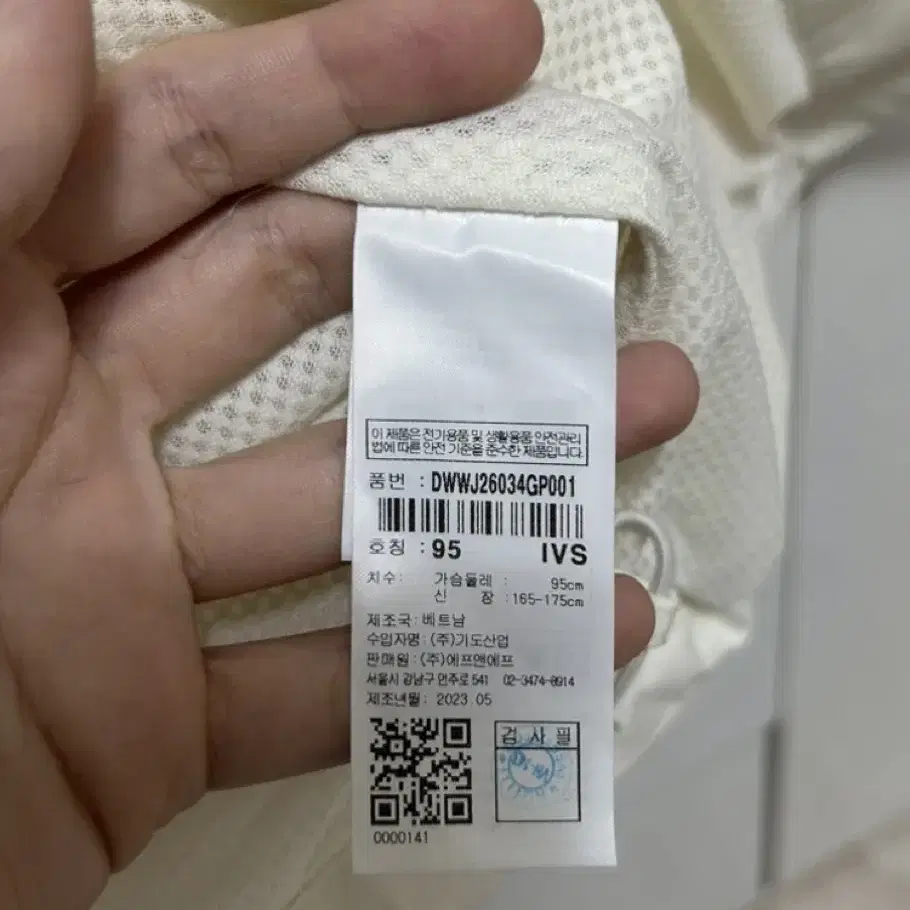 이 제품은 전기용품 및 생활용품 안전관리
법에 따른 안전 기준을 준수한 제품입니다.
품번 : DWWJ26034GP001
호칭 : 95 IVS
치수: 가슴둘레 : 95cm
신 장 : 165-175cm
제조국: 베트남
수입자명: (주)기도산업
판매원 : (주)에프앤에프
서울시 강남구 언주로 541 02-3474-8914
제조년월: 2023.05
검 사 필
0000141